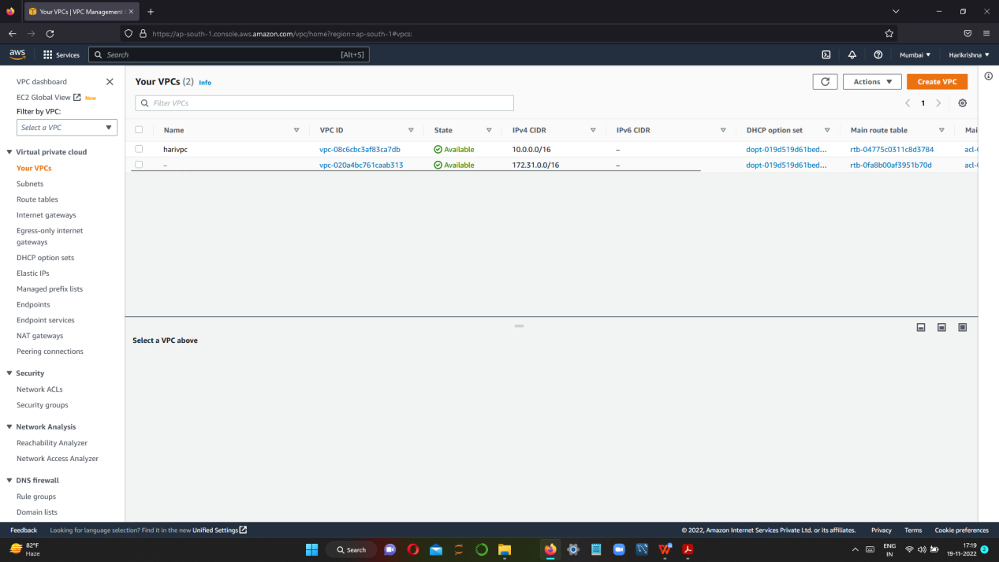 Your VPCs | VPC Management
https://ap-south-1.console.aws.amazon.com/vpc/home?region=ap-south-1#vpcs:
aws Services Search [Alt+S] Mumbai Harikrishna
VPC dashboard
EC2 Global View New
Filter by VPC:
Select a VPC
Virtual private cloud
Your VPCs
Subnets
Route tables
Internet gateways
Egress-only internet
gateways
DHCP option sets
Elastic IPs
Managed prefix lists
Endpoints
Endpoint services
NAT gateways
Peering connections
Security
Network ACLs
Security groups
Network Analysis
Reachability Analyzer
Network Access Analyzer
DNS firewall
Rule groups
Domain lists
Your VPCs (2) Info
Actions Create VPC
Filter VPCs
1
Name VPC ID State IPv4 CIDR IPv6 CIDR DHCP option set Main route table Mai
harivpc vpc-08c6cbc3af83ca7db Available 10.0.0.0/16 – dopt-019d519d61bed... rtb-04775c0311c8d3784 acl-
– vpc-020a4bc761caab313 Available 172.31.0.0/16 – dopt-019d519d61bed... rtb-0fa8b00af3951b70d acl-
Select a VPC above
Feedback Looking for language selection? Find it in the new Unified Settings © 2022, Amazon Internet Services Private Ltd. or its affiliates. Privacy Terms Cookie preferences
82°F
Haze
Search
ENG
IN
17:19
19-11-2022
2